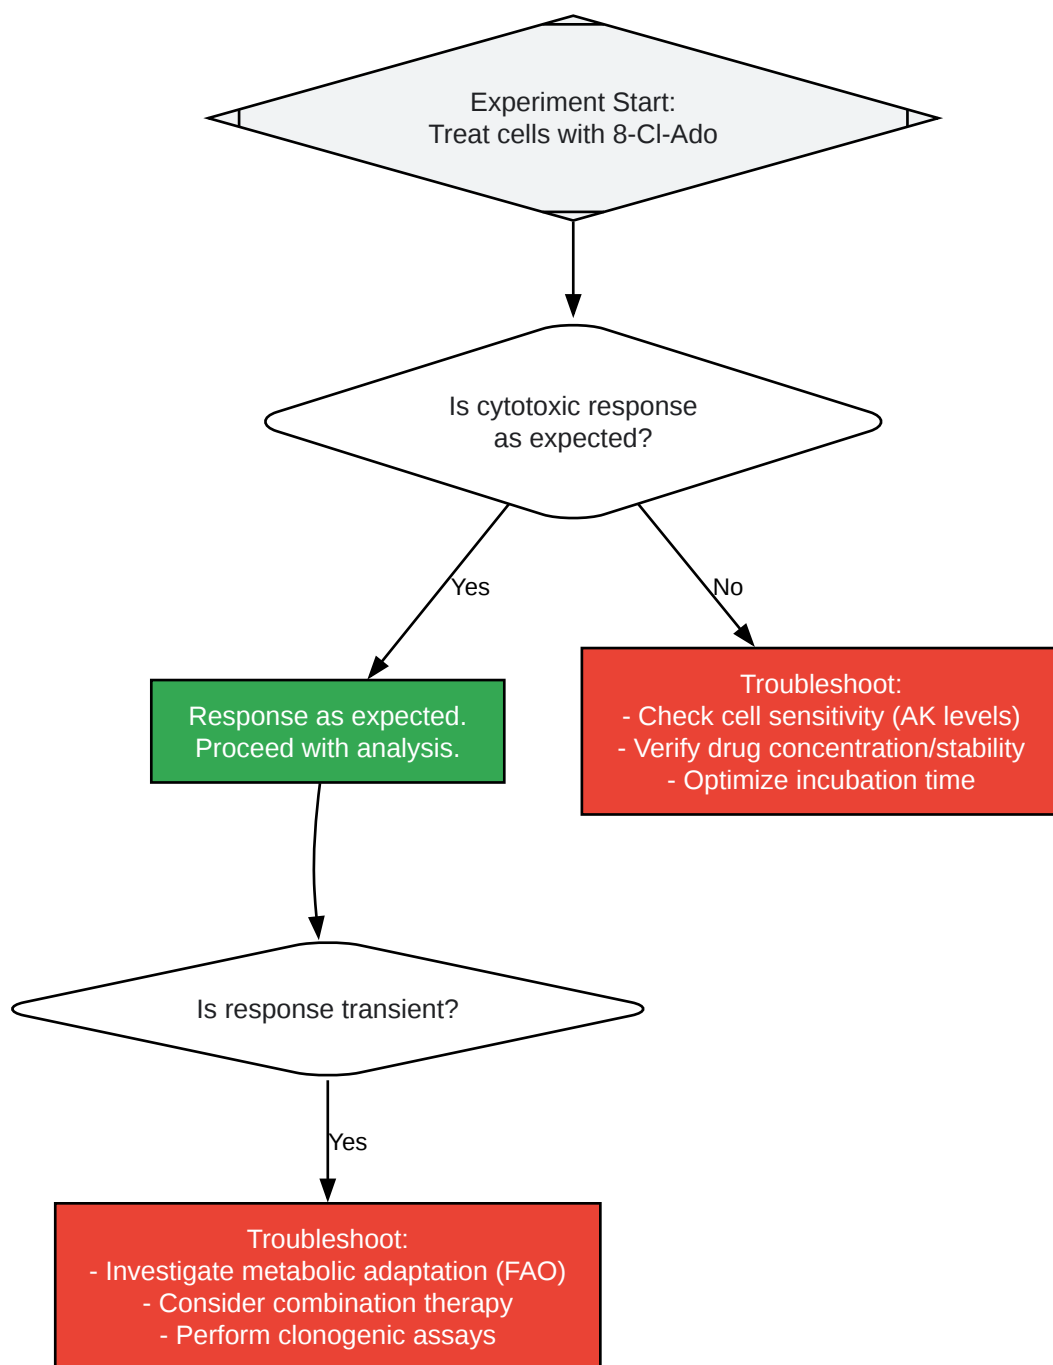 Experiment Start:
Treat cells with 8-Cl-Ado
Is cytotoxic response
as expected?
Yes
No
Response as expected.
Proceed with analysis.
Troubleshoot:
- Check cell sensitivity (AK levels)
- Verify drug concentration/stability
- Optimize incubation time
Is response transient?
Yes
Troubleshoot:
- Investigate metabolic adaptation (FAO)
- Consider combination therapy
- Perform clonogenic assays